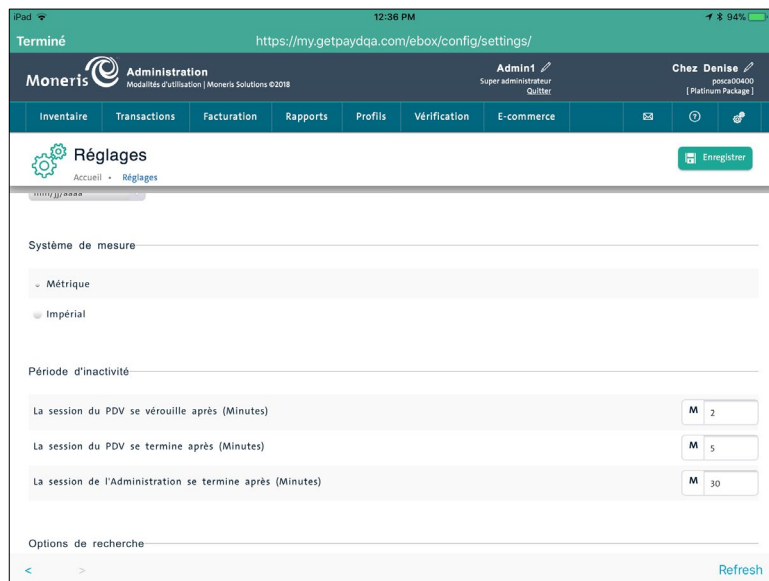 iPad 12:36 PM 94%
Terminé https://my.getpaydqa.com/ebox/config/settings/
Moneris Administration Admin1 Chez Denise
Modalités d'utilisation | Moneris Solutions ©2018 Super administrateur posca00400
Quitter [ Platinum Package ]
Inventaire Transactions Facturation Rapports Profils Vérification E-commerce
Réglages Enregistrer
Accueil • Réglages
mm/jj/aaaa
Système de mesure
Métrique
Impérial
Période d'inactivité
La session du PDV se vérouille après (Minutes) M 2
La session du PDV se termine après (Minutes) M 5
La session de l'Administration se termine après (Minutes) M 30
Options de recherche
< > Refresh